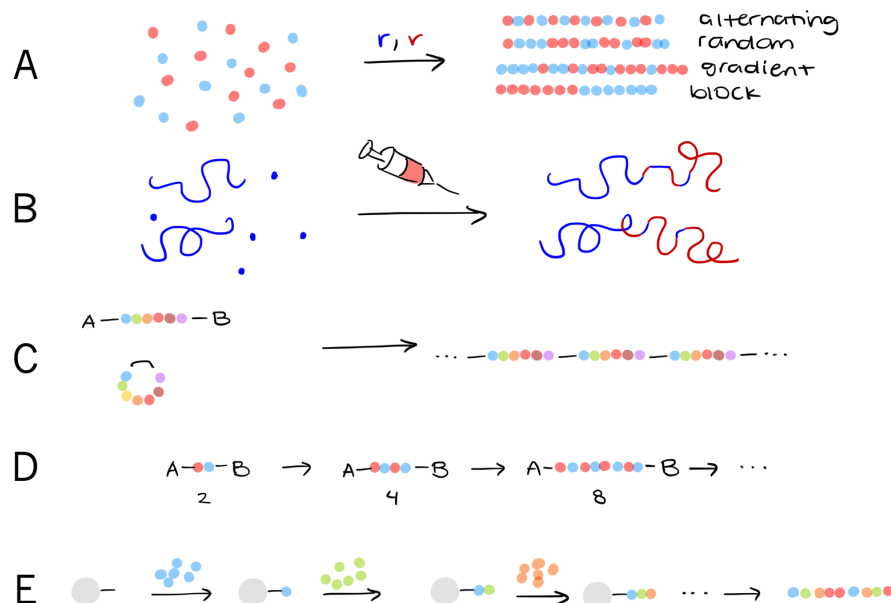 A
r, r
alternating
random
gradient
block
B
C
A B
... ...
D
A B
A B
A B
...
2
4
8
E
...